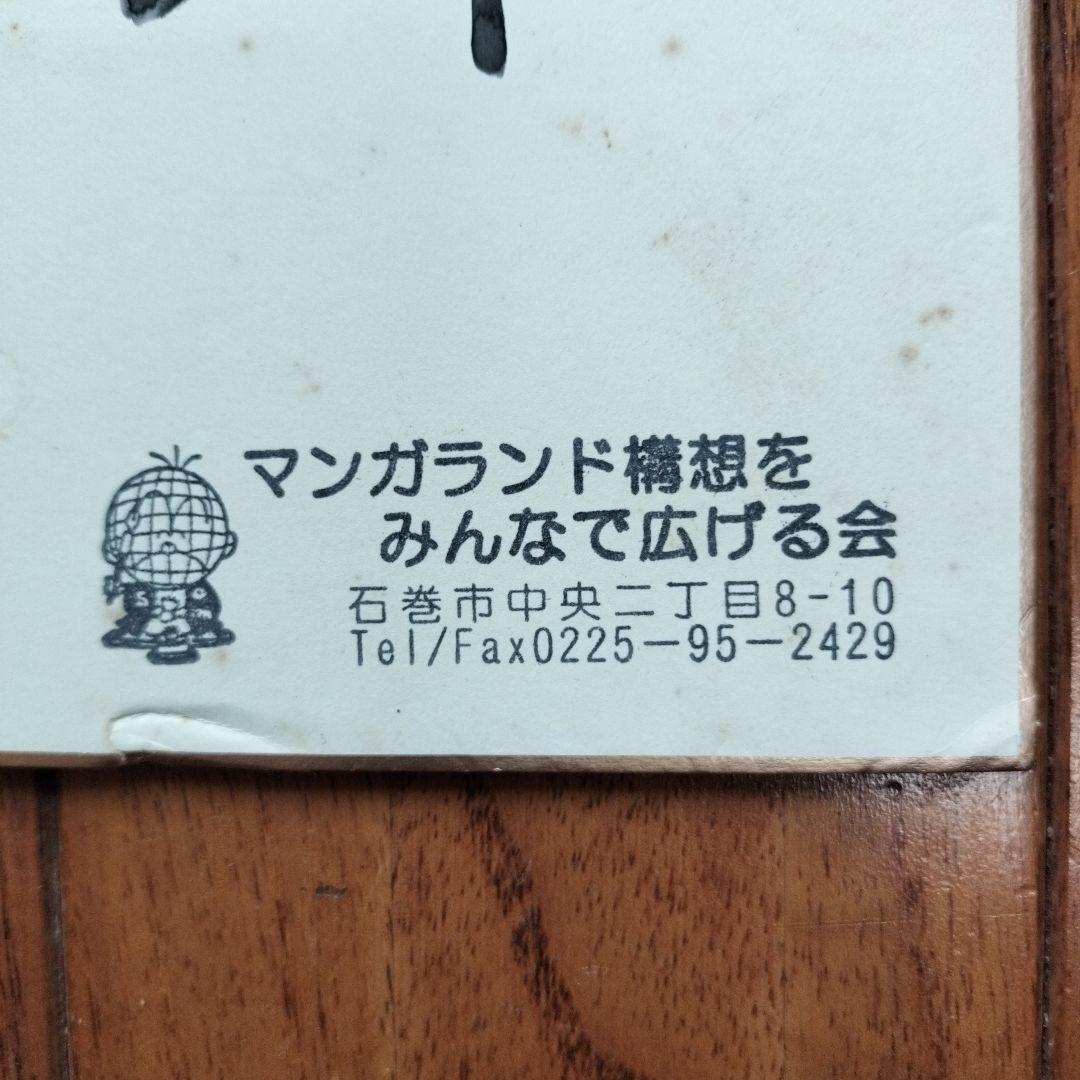 マンガランド構想を
みんなで広げる会
石巻市中央二丁目8-10
Tel/Fax0225-95-2429